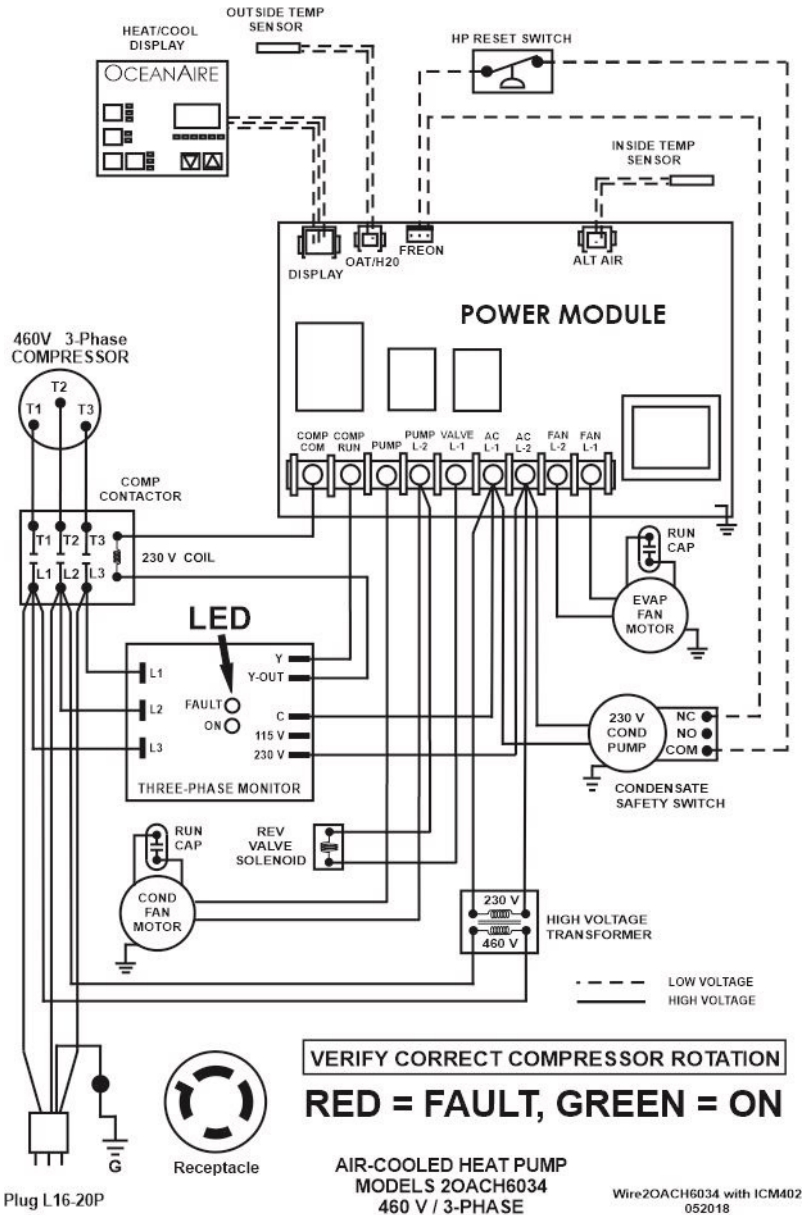 OUTSIDE TEMP
SENSOR
HEAT/COOL
DISPLAY
HP RESET SWITCH
OCEANAIRE
INSIDE TEMP
SENSOR
DISPLAY
OAT/H20
FREON
ALT AIR
POWER MODULE
460V 3-Phase
COMPRESSOR
T1
T2
T3
COMP
COM
COMP
RUN
PUMP
PUMP
L-2
VALVE
L-1
AC
L-1
AC
L-2
FAN
L-2
FAN
L-1
COMP
CONTACTOR
T1
T2
T3
230 V COIL
L1
L2
L3
RUN
CAP
EVAP
FAN
MOTOR
LED
L1
L2
L3
FAULT
ON
Y
Y-OUT
C
115 V
230 V
THREE-PHASE MONITOR
230 V
COND
PUMP
NC
NO
COM
CONDENSATE
SAFETY SWITCH
RUN
CAP
COND
FAN
MOTOR
REV
VALVE
SOLENOID
230 V
460 V
HIGH VOLTAGE
TRANSFORMER
LOW VOLTAGE
HIGH VOLTAGE
VERIFY CORRECT COMPRESSOR ROTATION
RED = FAULT, GREEN = ON
G
Receptacle
Plug L16-20P
AIR-COOLED HEAT PUMP
MODELS 2OACH6034
460 V / 3-PHASE
Wire2OACH6034 with ICM402
052018